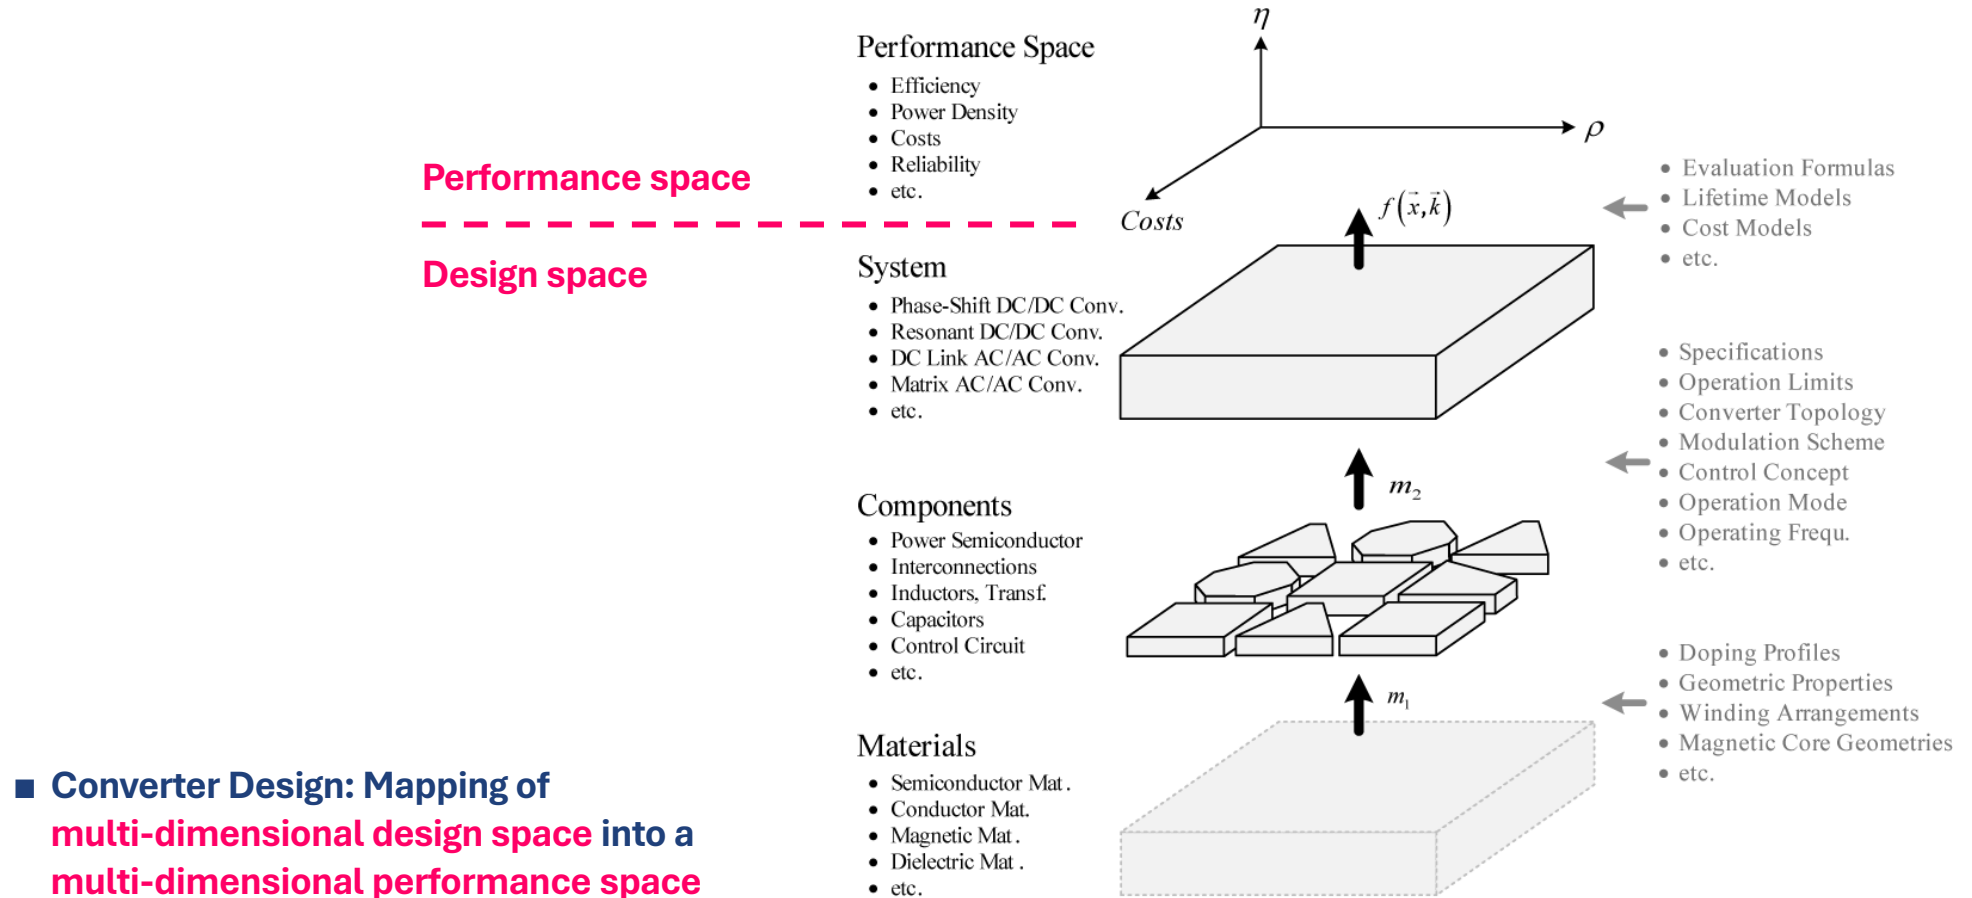 η
Performance Space
• Efficiency
• Power Density
• Costs
• Reliability
• etc.
ρ
Costs
Performance space
Design space
f(x⃗,k⃗)
• Evaluation Formulas
• Lifetime Models
• Cost Models
• etc.
System
• Phase-Shift DC/DC Conv.
• Resonant DC/DC Conv.
• DC Link AC/AC Conv.
• Matrix AC/AC Conv.
• etc.
• Specifications
• Operation Limits
• Converter Topology
• Modulation Scheme
• Control Concept
• Operation Mode
• Operating Frequ.
• etc.
m₂
Components
• Power Semiconductor
• Interconnections
• Inductors, Transf.
• Capacitors
• Control Circuit
• etc.
m₁
• Doping Profiles
• Geometric Properties
• Winding Arrangements
• Magnetic Core Geometries
• etc.
Materials
• Semiconductor Mat.
• Conductor Mat.
• Magnetic Mat.
• Dielectric Mat .
• etc.
■ Converter Design: Mapping of
multi-dimensional design space into a
multi-dimensional performance space